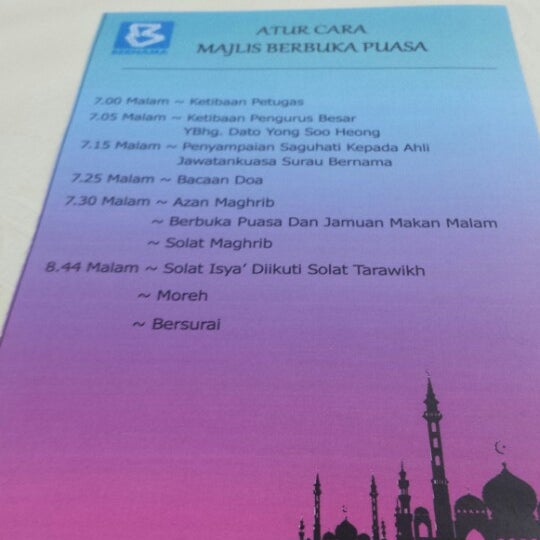 BERNAMA
ATUR CARA
MAJLIS BERBUKA PUASA
7.00 Malam ~ Ketibaan Petugas
7.05 Malam ~ Ketibaan Pengurus Besar
YBhg. Dato Yong Soo Heong
7.15 Malam ~ Penyampaian Saguhati Kepada Ahli
Jawatankuasa Surau Bernama
7.25 Malam ~ Bacaan Doa
7.30 Malam ~ Azan Maghrib
~ Berbuka Puasa Dan Jamuan Makan Malam
~ Solat Maghrib
8.44 Malam ~ Solat Isya' Diikuti Solat Tarawikh
~ Moreh
~ Bersurai